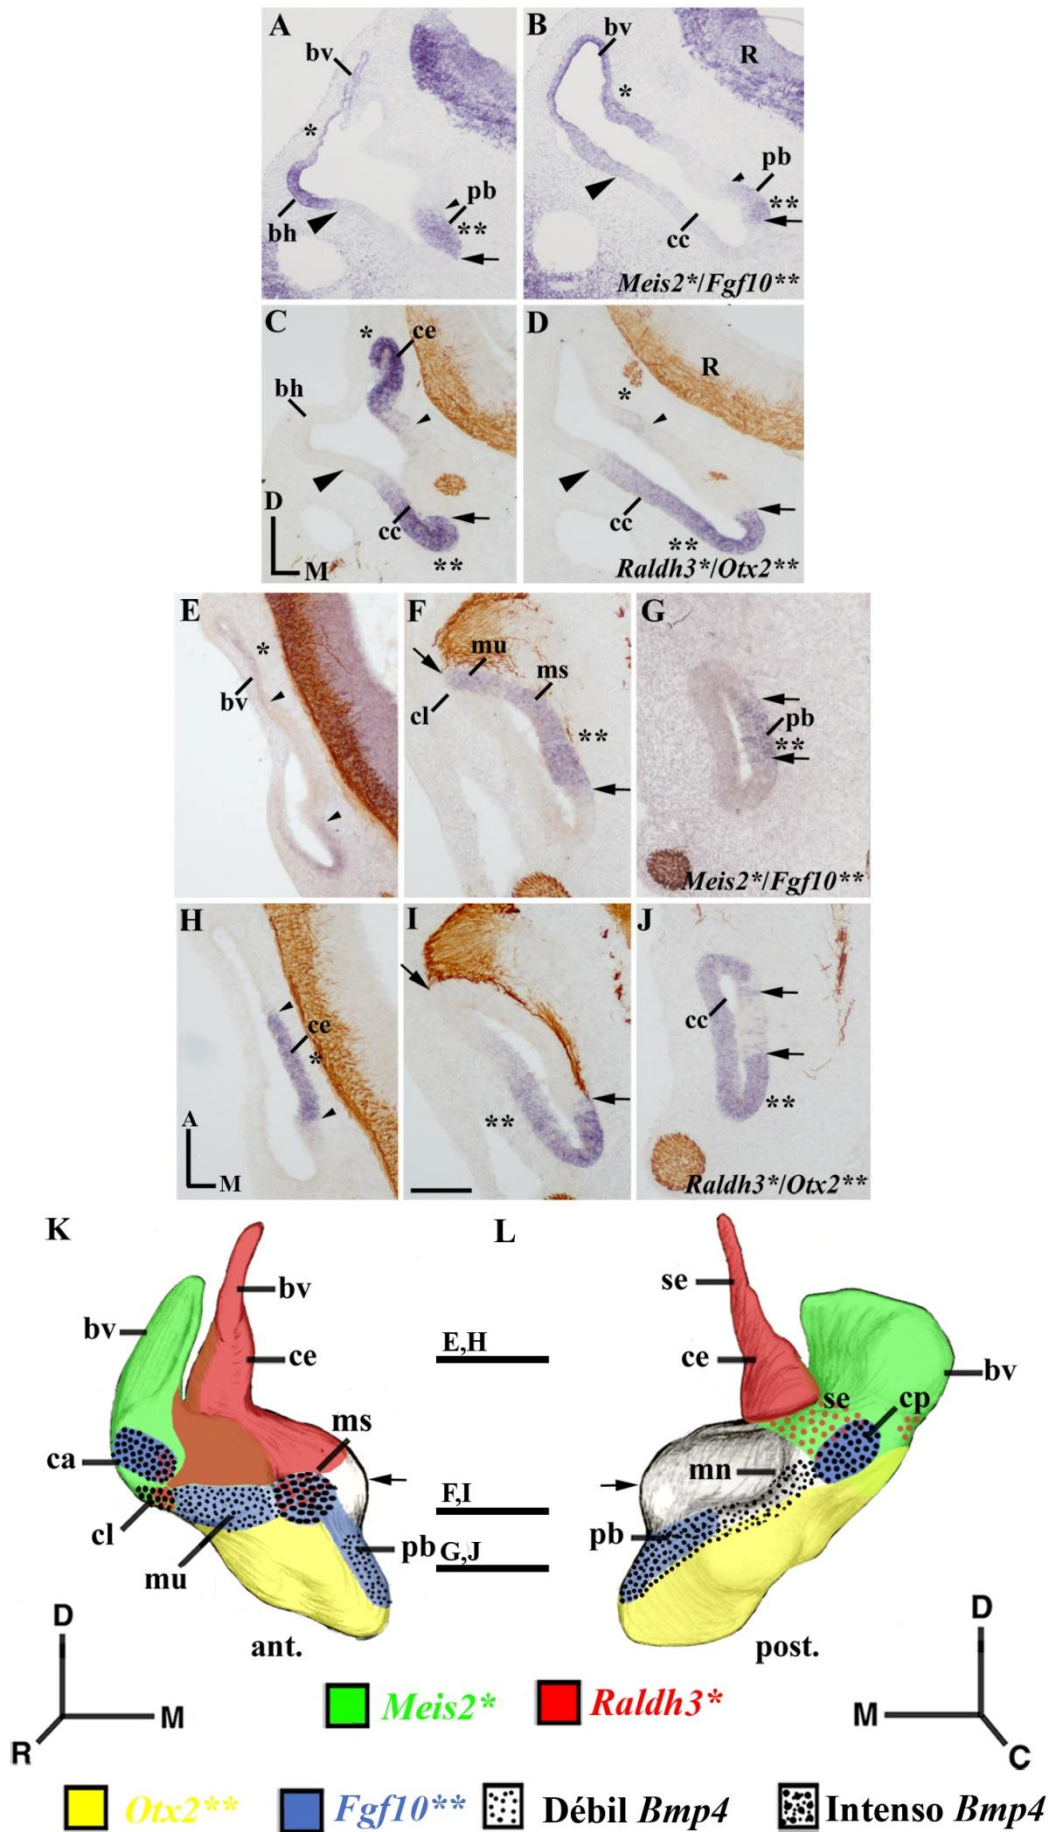 A
bv
*
bh
pb
**
B
bv
*
R
pb
**
cc
Meis2*/Fgf10**
C
*
ce
bh
cc
**
D
M
D
R
*
cc
**
Raldh3*/Otx2**
E
*
bv
F
mu
ms
cl
**
G
pb
**
Meis2*/Fgf10**
H
ce
*
A
M
I
**
J
cc
**
Raldh3*/Otx2**
K
bv
bv
ce
ms
ca
cl
mu
pb
ant.
E,H
F,I
G,J
L
se
ce
se
cp
bv
mn
pb
post.
D
M
R
D
M
C
Meis2* Raldh3*
Otx2** Fgf10** Débil Bmp4 Intenso Bmp4